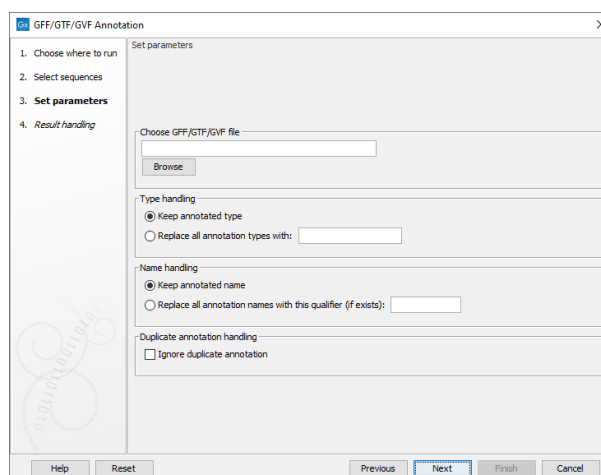 Gx GFF/GTF/GVF Annotation
1. Choose where to run
2. Select sequences
3. Set parameters
4. Result handling
Set parameters
Choose GFF/GTF/GVF file
Browse
Type handling
Keep annotated type
Replace all annotation types with:
Name handling
Keep annotated name
Replace all annotation names with this qualifier (if exists):
Duplicate annotation handling
Ignore duplicate annotation
Help Reset Previous Next Finish Cancel